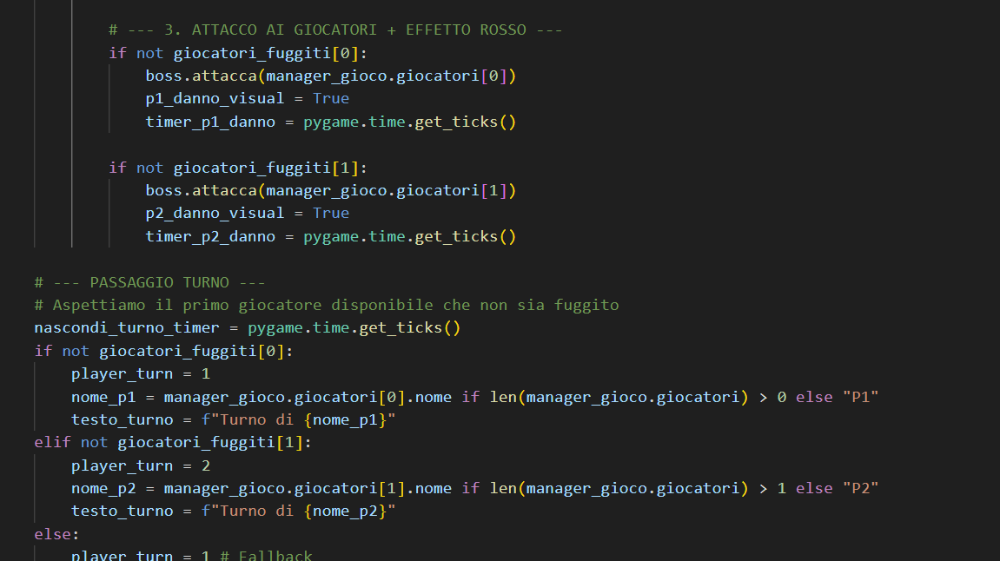 # --- 3. ATTACCO AI GIOCATORI + EFFETTO ROSSO ---
if not giocatori_fuggiti[0]:
boss.attacca(manager_gioco.giocatori[0])
p1_danno_visual = True
timer_p1_danno = pygame.time.get_ticks()
if not giocatori_fuggiti[1]:
boss.attacca(manager_gioco.giocatori[1])
p2_danno_visual = True
timer_p2_danno = pygame.time.get_ticks()
# --- PASSAGGIO TURNO ---
# Aspettiamo il primo giocatore disponibile che non sia fuggito
nascondi_turno_timer = pygame.time.get_ticks()
if not giocatori_fuggiti[0]:
player_turn = 1
nome_p1 = manager_gioco.giocatori[0].nome if len(manager_gioco.giocatori) > 0 else "P1"
testo_turno = f"Turno di {nome_p1}"
elif not giocatori_fuggiti[1]:
player_turn = 2
nome_p2 = manager_gioco.giocatori[1].nome if len(manager_gioco.giocatori) > 1 else "P2"
testo_turno = f"Turno di {nome_p2}"
else:
player_turn = 1 # Fallback